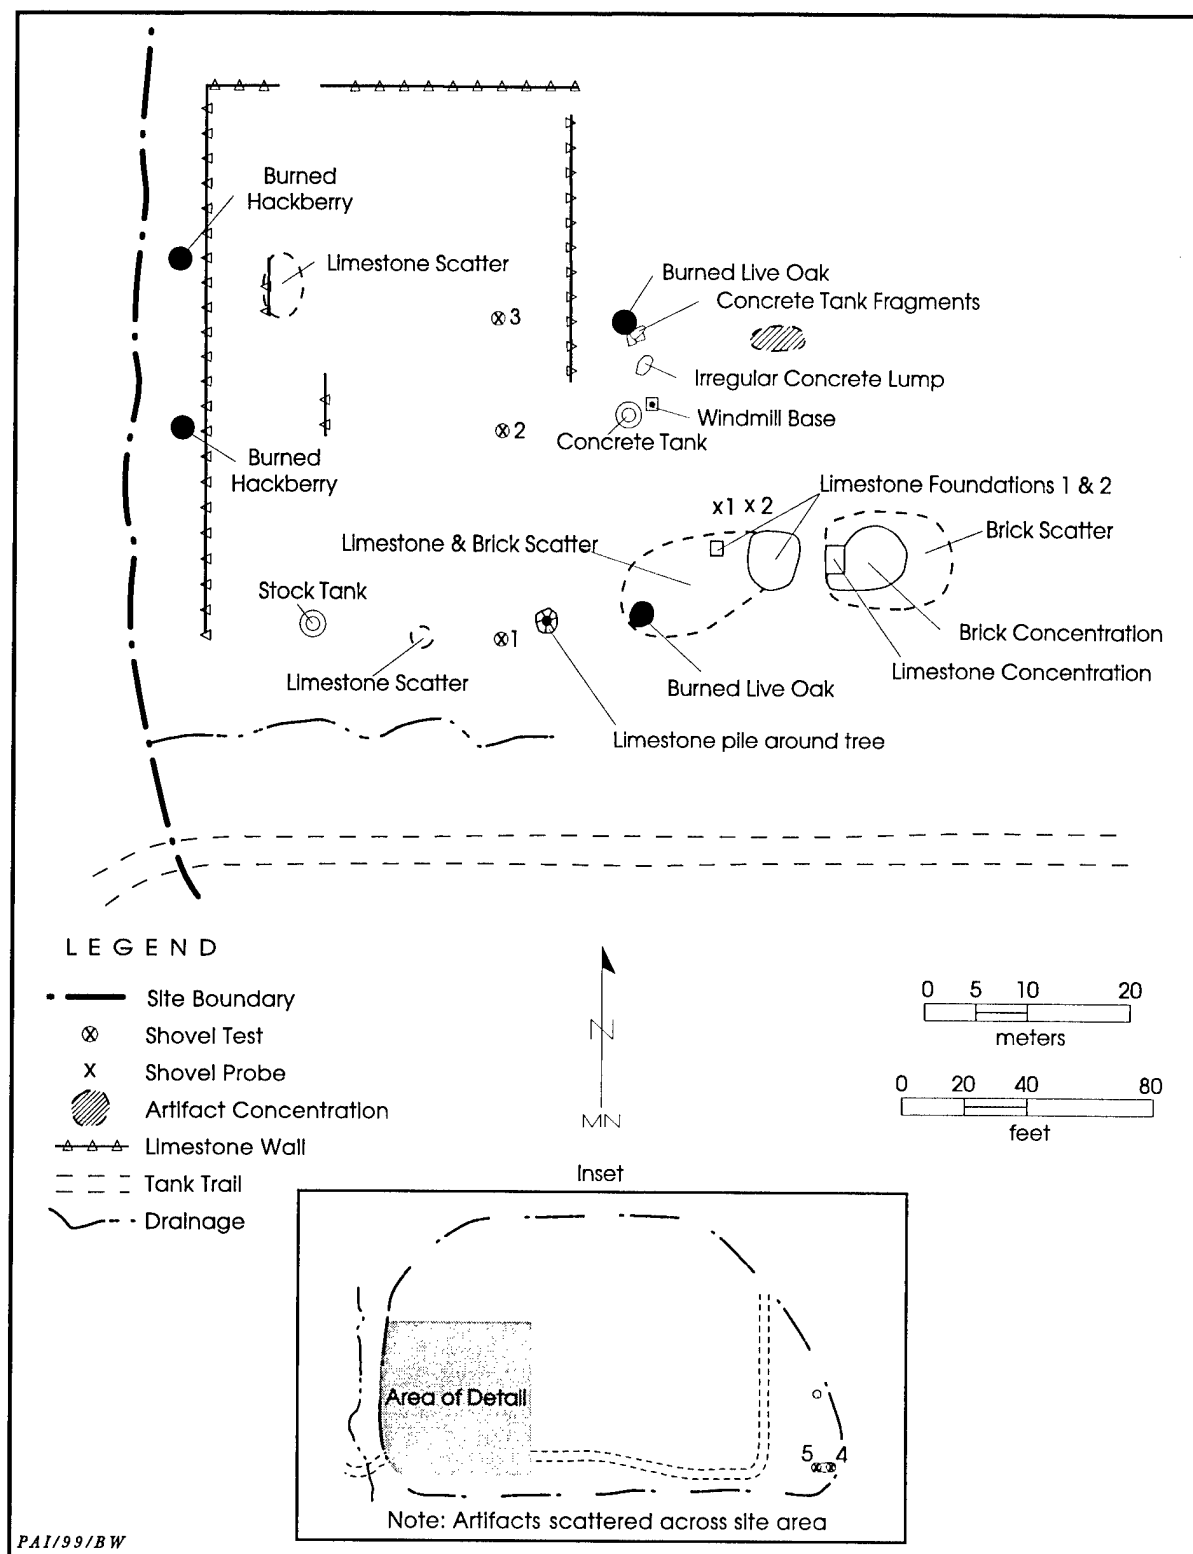 Burned
Hackberry
Limestone Scatter
3
Burned Live Oak
Concrete Tank Fragments
Irregular Concrete Lump
Windmill Base
2
Concrete Tank
Burned
Hackberry
Limestone Foundations 1 & 2
x1 x2
Limestone & Brick Scatter
Brick Scatter
Stock Tank
1
Brick Concentration
Limestone Concentration
Limestone Scatter
Burned Live Oak
Limestone pile around tree
LEGEND
Site Boundary
Shovel Test
x Shovel Probe
Artifact Concentration
Limestone Wall
Tank Trail
Drainage
N
MN
0 5 10 20
meters
0 20 40 80
feet
Inset
Area of Detail
5 4
Note: Artifacts scattered across site area
PAI/99/BW